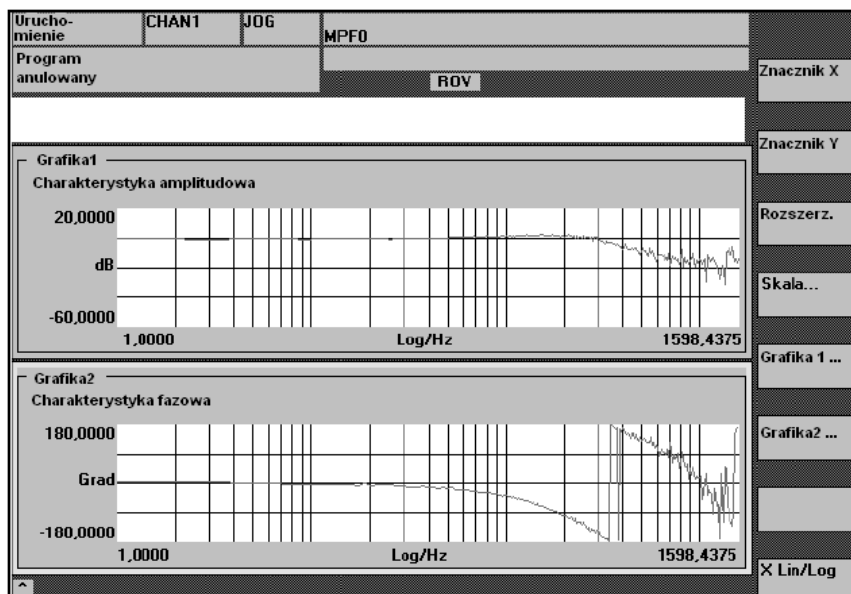 Urucho-
mienie
CHAN1
JOG
MPF0
Program
anulowany
ROV
Znacznik X
Znacznik Y
Rozszerz.
Skala...
Grafika 1 ...
Grafika2 ...
X Lin/Log
Grafika1
Charakterystyka amplitudowa
20,0000
dB
-60,0000
1,0000
Log/Hz
1598,4375
Grafika2
Charakterystyka fazowa
180,0000
Grad
-180,0000
1,0000
Log/Hz
1598,4375
^